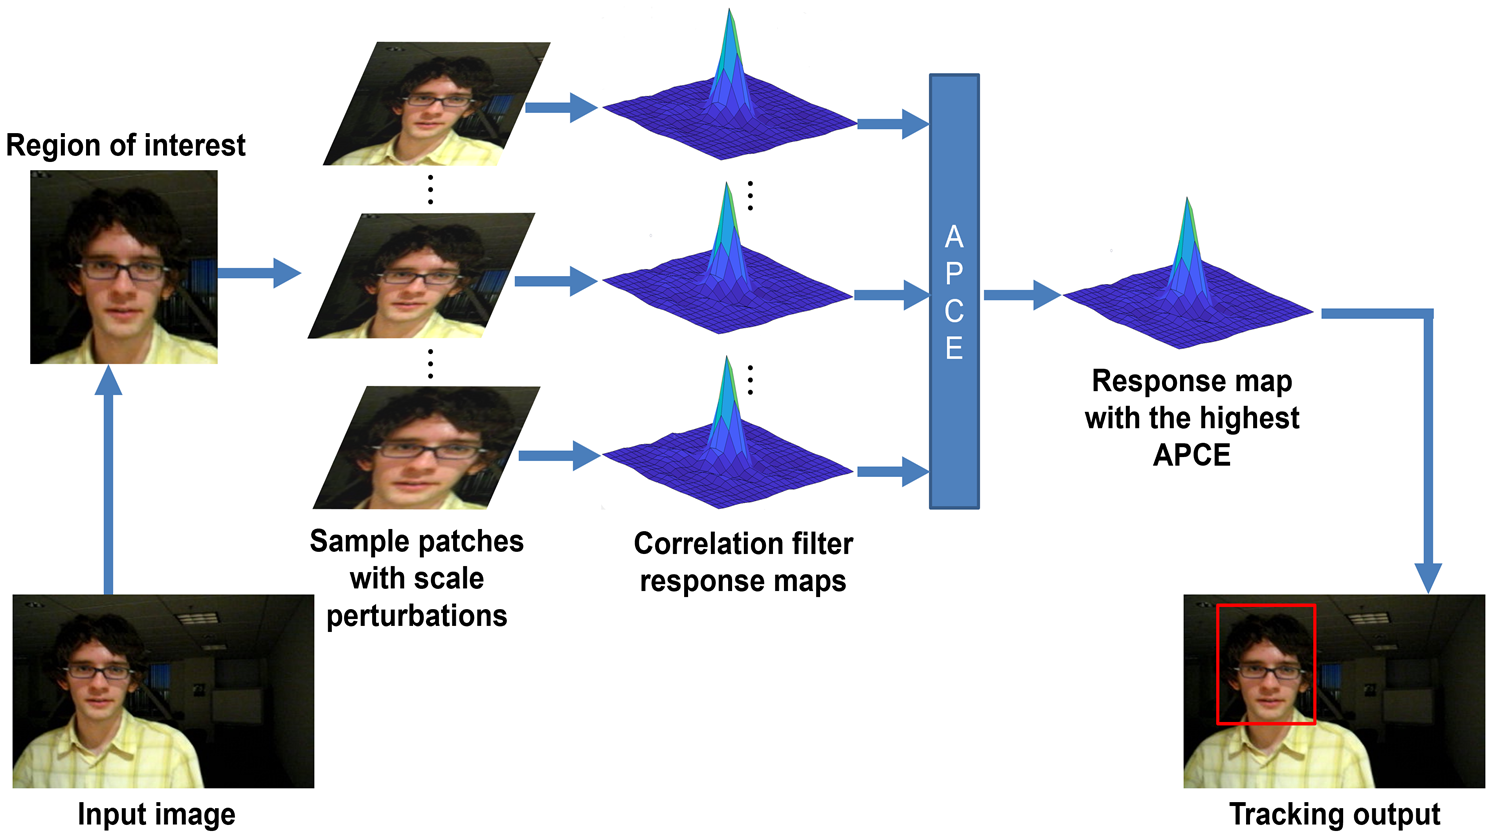 Region of interest
Input image
Sample patches
with scale
perturbations
Correlation filter
response maps
A
P
C
E
Response map
with the highest
APCE
Tracking output